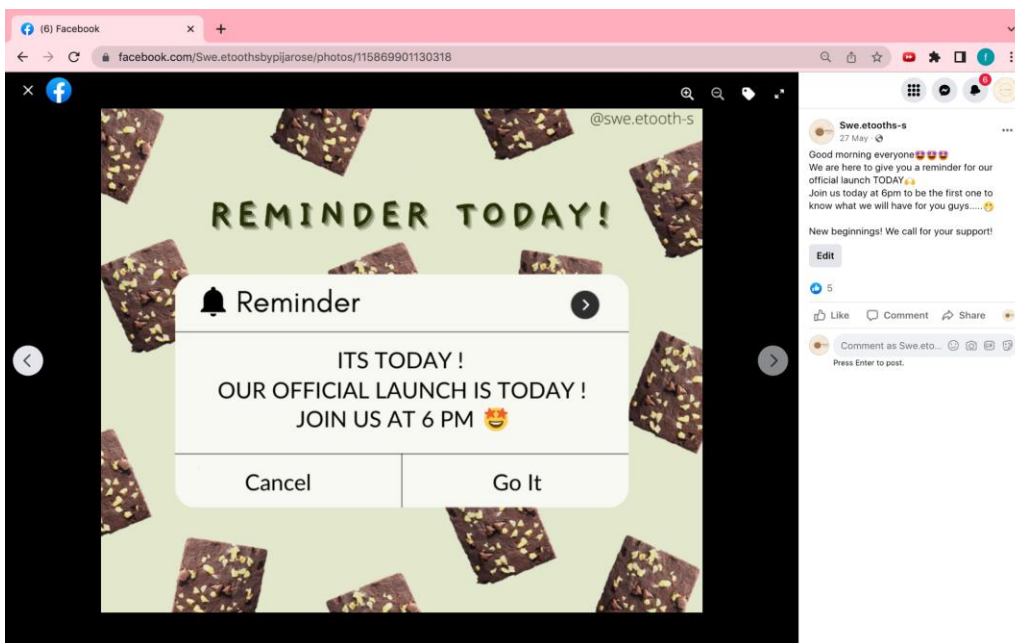 (6) Facebook
facebook.com/Swe.etoothsbypijarose/photos/115869901130318
f
6
@swe.etooth-s
REMINDER TODAY!
Reminder
ITS TODAY !
OUR OFFICIAL LAUNCH IS TODAY !
JOIN US AT 6 PM 🤩
Cancel
Go It
Swe.etooths-s
27 May ·
Good morning everyone🤩🤩🤩
We are here to give you a reminder for our
official launch TODAY🙌
Join us today at 6pm to be the first one to
know what we will have for you guys.....🤭
New beginnings! We call for your support!
Edit
5
Like Comment Share
Comment as Swe.eto...
Press Enter to post.